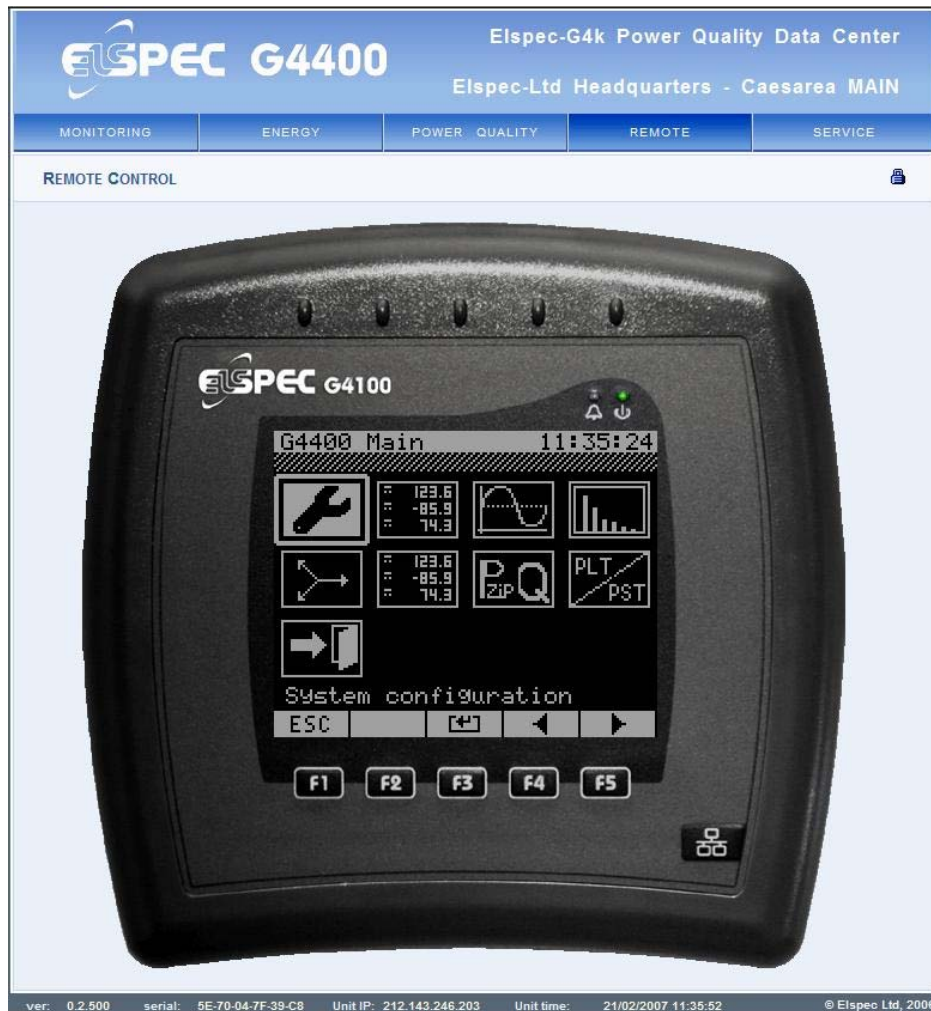 ELSPEC G4400
Elspec-G4k Power Quality Data Center
Elspec-Ltd Headquarters - Caesarea MAIN
MONITORING ENERGY POWER QUALITY REMOTE SERVICE
REMOTE CONTROL
ELSPEC G4100
G4400 Main 11:35:24
123.6
-85.9
74.3
123.6
-85.9
74.3
P ZiP Q
PLT
PST
System configuration
ESC
F1 F2 F3 F4 F5
ver: 0.2.500 serial: 5E-70-04-7F-39-C8 Unit IP: 212.143.246.203 Unit time: 21/02/2007 11:35:52 © Elspec Ltd, 2006